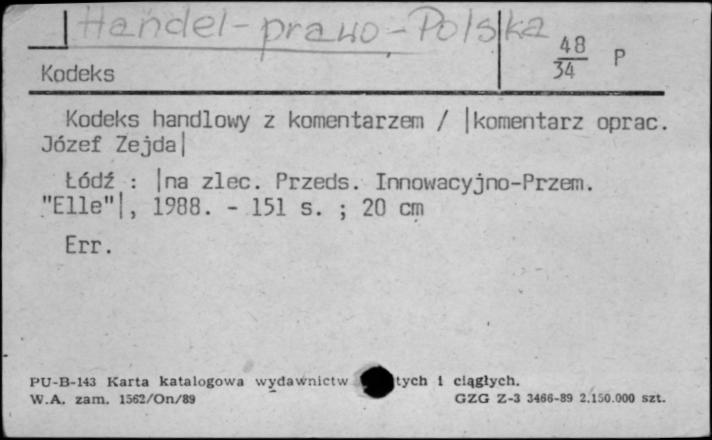 Handel - prawo - Polska
48
34 P
Kodeks
Kodeks handlowy z komentarzem / |komentarz oprac.
Józef Zejda|
Łódź : |na zlec. Przeds. Innowacyjno-Przem.
"Elle"|, 1988. - 151 s. ; 20 cm
Err.
PU-B-143 Karta katalogowa wydawnictw tych i ciągłych.
W.A. zam. 1562/On/89 GZG Z-3 3466-89 2.150.000 szt.